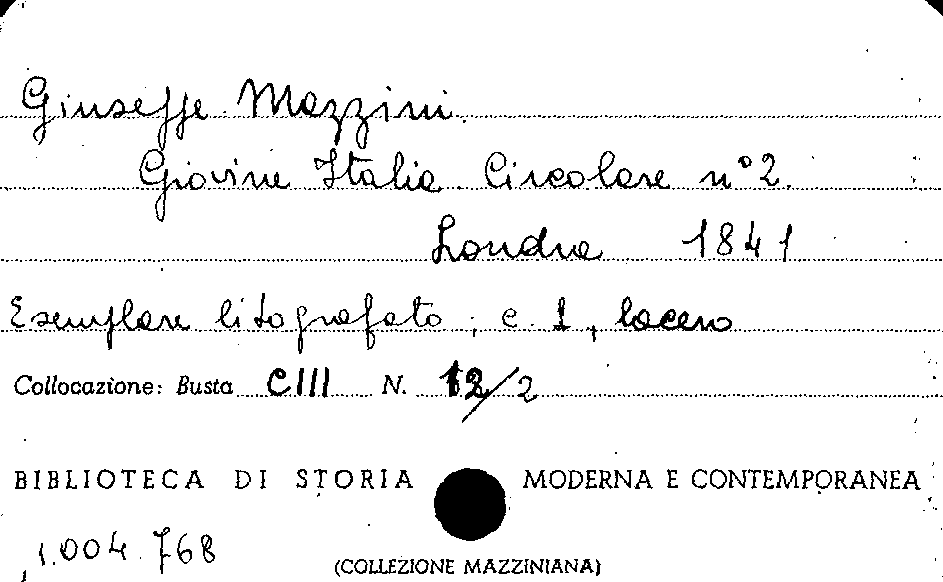 Giuseppe Mazzini.
Giovine Italia Circolare n° 2.
Londra 1841
Esemplare litografato, c. 1, lacero
Collocazione: Busta CIII N. 12/2
BIBLIOTECA DI STORIA MODERNA E CONTEMPORANEA
1.004.768
(COLLEZIONE MAZZINIANA)